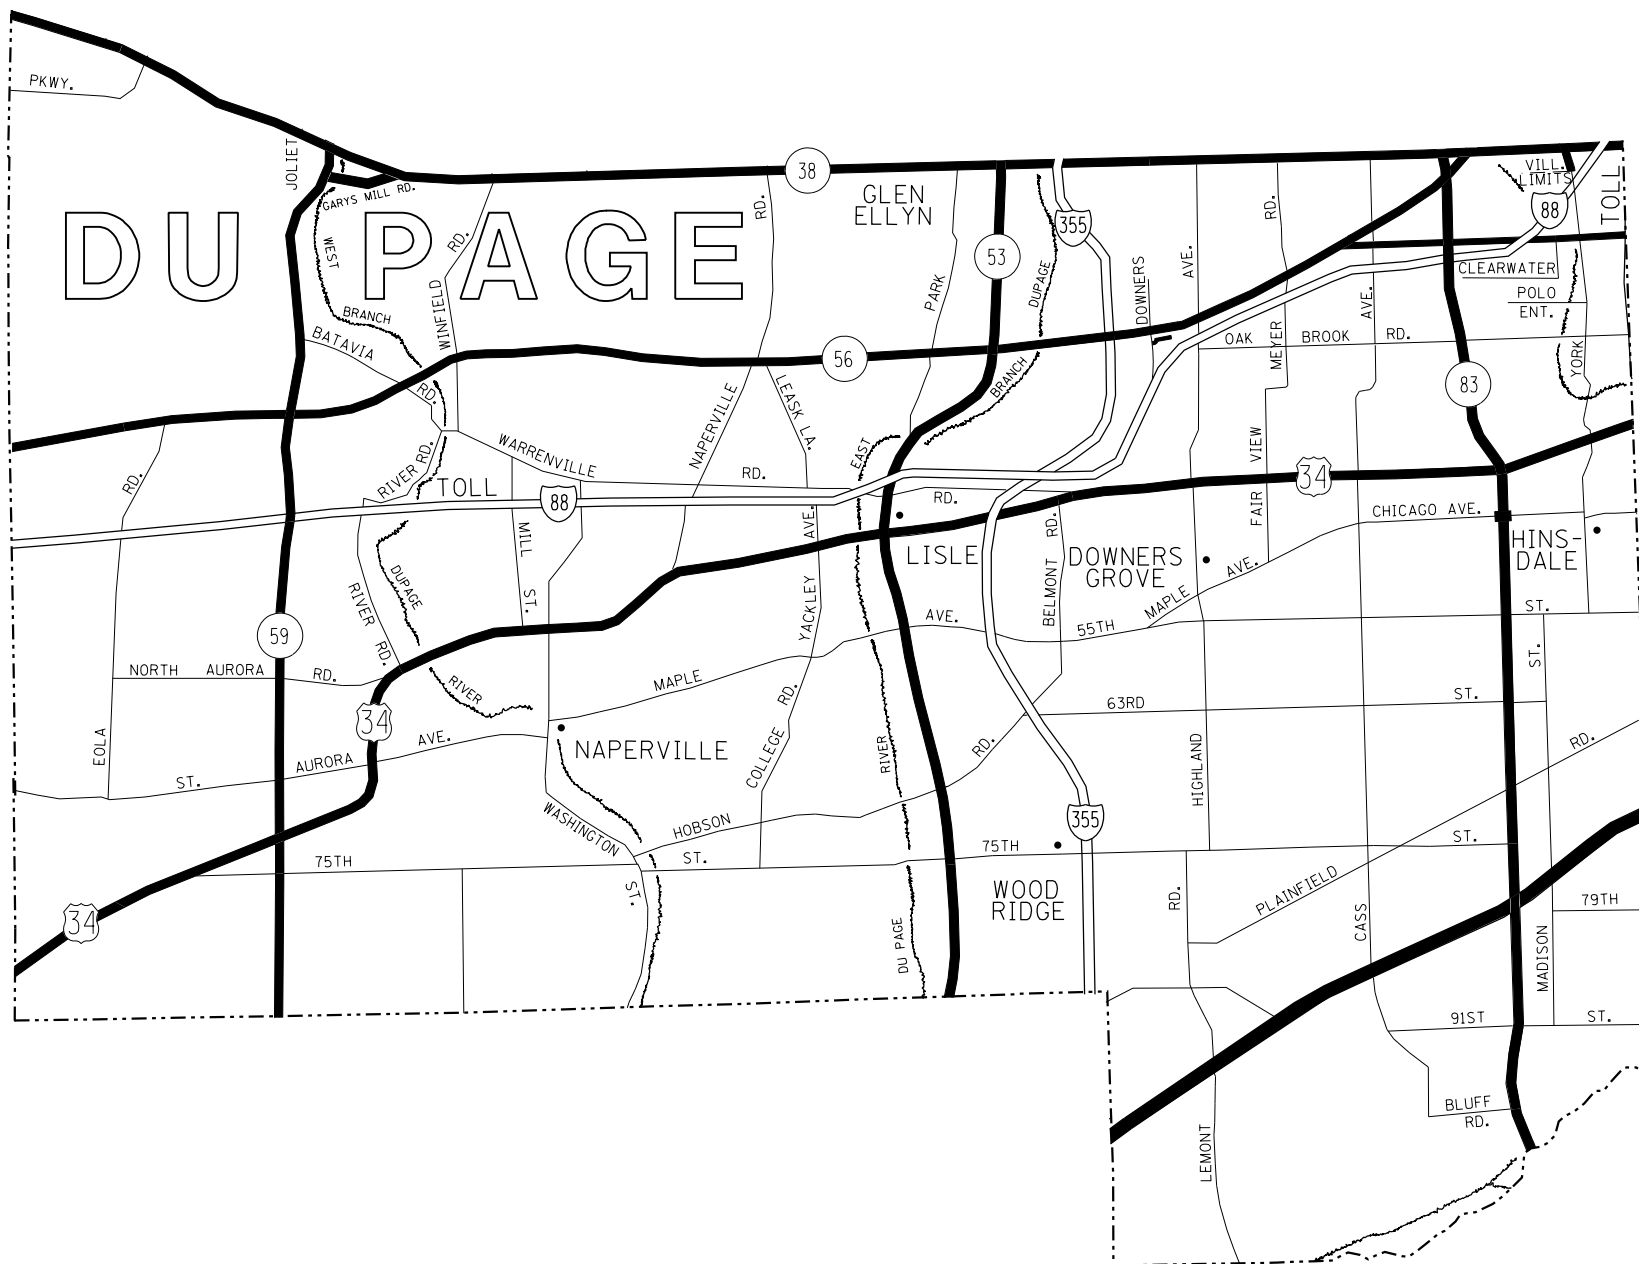 PKWY.
JOLIET
GARYS MILL RD.
38
GLEN
ELLYN
RD.
RD.
355
VILL.
LIMITS
88
TOLL
DU PAGE
WEST
BRANCH
RD.
WINFIELD
53
PARK
DUPAGE
BRANCH
DOWNERS
AVE.
MEYER
AVE.
CLEARWATER
POLO
ENT.
YORK
BATAVIA
RD.
56
OAK BROOK RD.
83
NAPERVILLE
LEASK LA.
EAST
FAIR VIEW
34
RD.
RIVER RD.
WARRENVILLE
RD.
RD.
TOLL
88
MILL
ST.
AVE.
YACKLEY
LISLE
RD.
BELMONT
DOWNERS
GROVE
CHICAGO AVE.
HINS-
DALE
DUPAGE
RIVER
RD.
59
AVE.
55TH
MAPLE
AVE.
ST.
ST.
NORTH AURORA RD.
RIVER
MAPLE
63RD
ST.
34
EOLA
ST.
AURORA
AVE.
NAPERVILLE
COLLEGE
RD.
RIVER
RD.
HIGHLAND
RD.
355
WASHINGTON
ST.
HOBSON
75TH
ST.
75TH
ST.
34
WOOD
RIDGE
DU PAGE
RD.
PLAINFIELD
CASS
79TH
MADISON
91ST
ST.
BLUFF
RD.
LEMONT